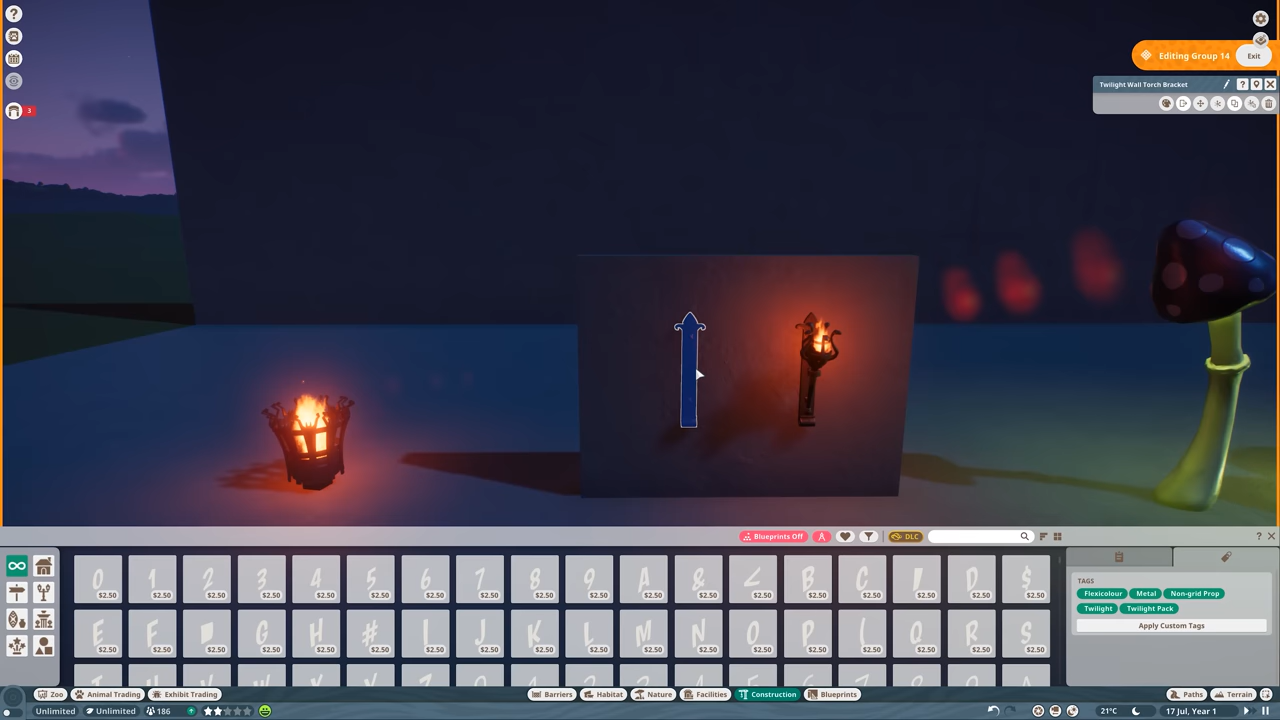 ?
3
Editing Group 14
Exit
Twilight Wall Torch Bracket
?
Blueprints Off
DLC
?
0 1 2 3 4 5 6 7 8 9 A & < B C ! D $
$2.50 $2.50 $2.50 $2.50 $2.50 $2.50 $2.50 $2.50 $2.50 $2.50 $2.50 $2.50 $2.50 $2.50 $2.50 $2.50 $2.50 $2.50
E F G H # K L M N O P ( Q R S
$2.50 $2.50 $2.50 $2.50 $2.50 $2.50 $2.50 $2.50 $2.50 $2.50 $2.50 $2.50 $2.50 $2.50 $2.50 $2.50 $2.50 $2.50
TAGS
Flexicolour Metal Non-grid Prop
Twilight Twilight Pack
Apply Custom Tags
Zoo Animal Trading Exhibit Trading Barriers Habitat Nature Facilities Construction Blueprints Paths Terrain
Unlimited Unlimited 186 21°C 17 Jul, Year 1